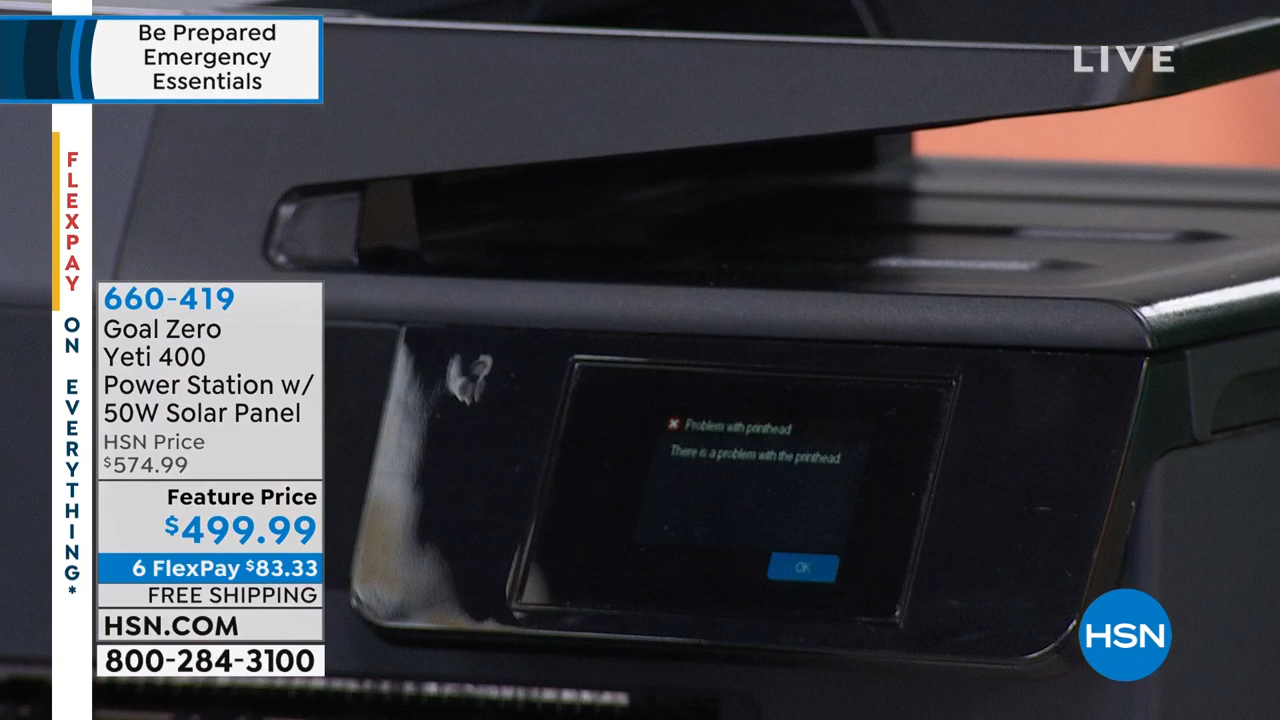 Be Prepared
Emergency
Essentials
LIVE
FLEXPAY ON EVERYTHING*
660-419
Goal Zero
Yeti 400
Power Station w/
50W Solar Panel
HSN Price
$574.99
Feature Price
$499.99
6 FlexPay $83.33
FREE SHIPPING
HSN.COM
800-284-3100
Problem with printhead
There is a problem with the printhead.
OK
HSN